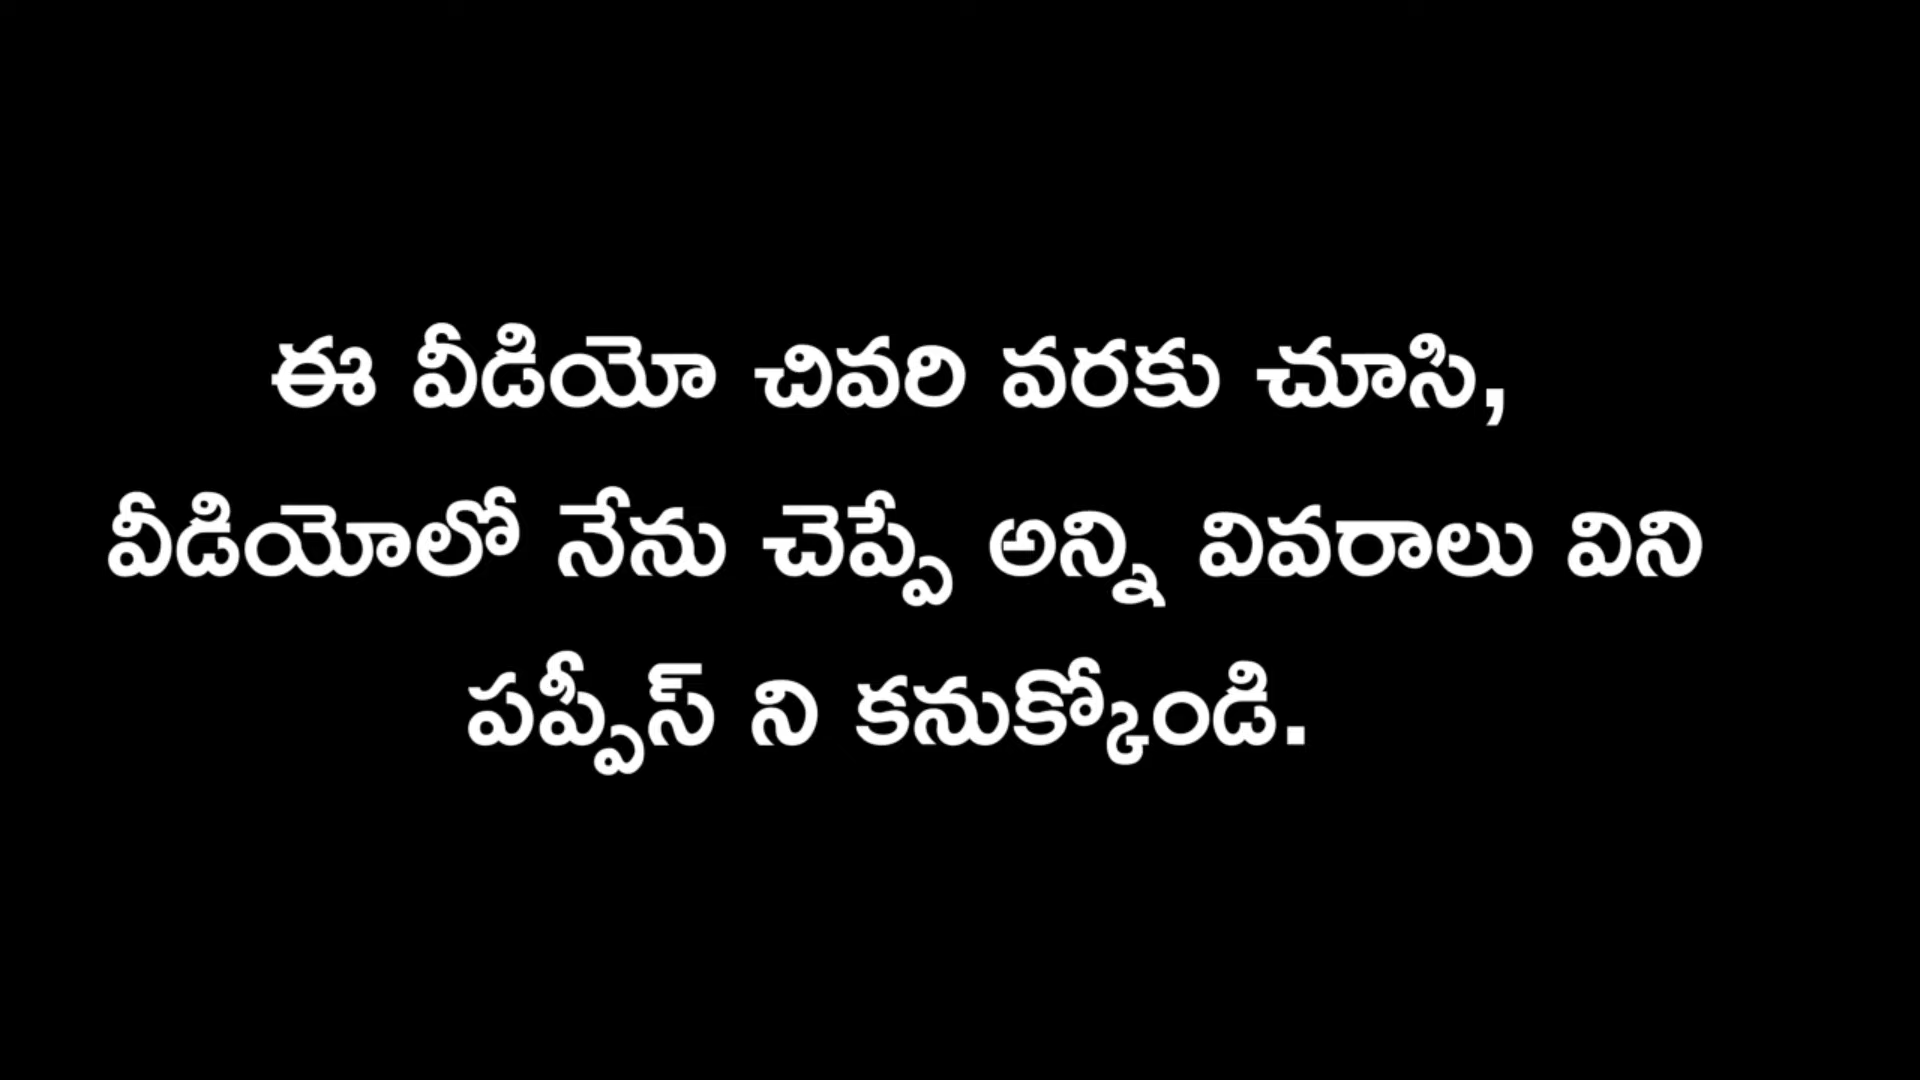 ఈ వీడియో చివరి వరకు చూసి,
వీడియోలో నేను చెప్పే అన్ని వివరాలు విని
పప్పీస్ ని కనుక్కోండి.